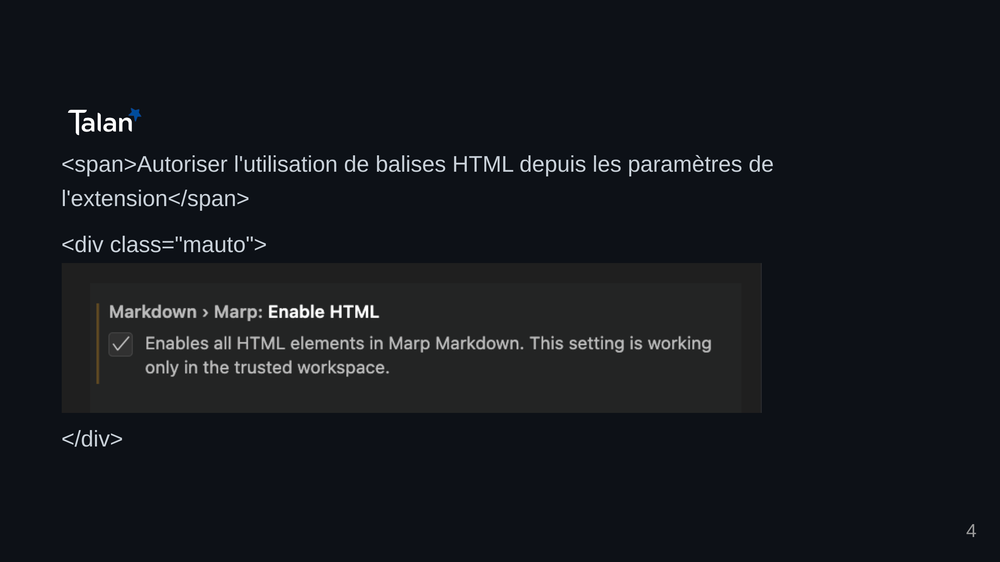 Talan
<span>Autoriser l'utilisation de balises HTML depuis les paramètres de
l'extension</span>
<div class="mauto">
Markdown › Marp: Enable HTML
Enables all HTML elements in Marp Markdown. This setting is working
only in the trusted workspace.
</div>
4